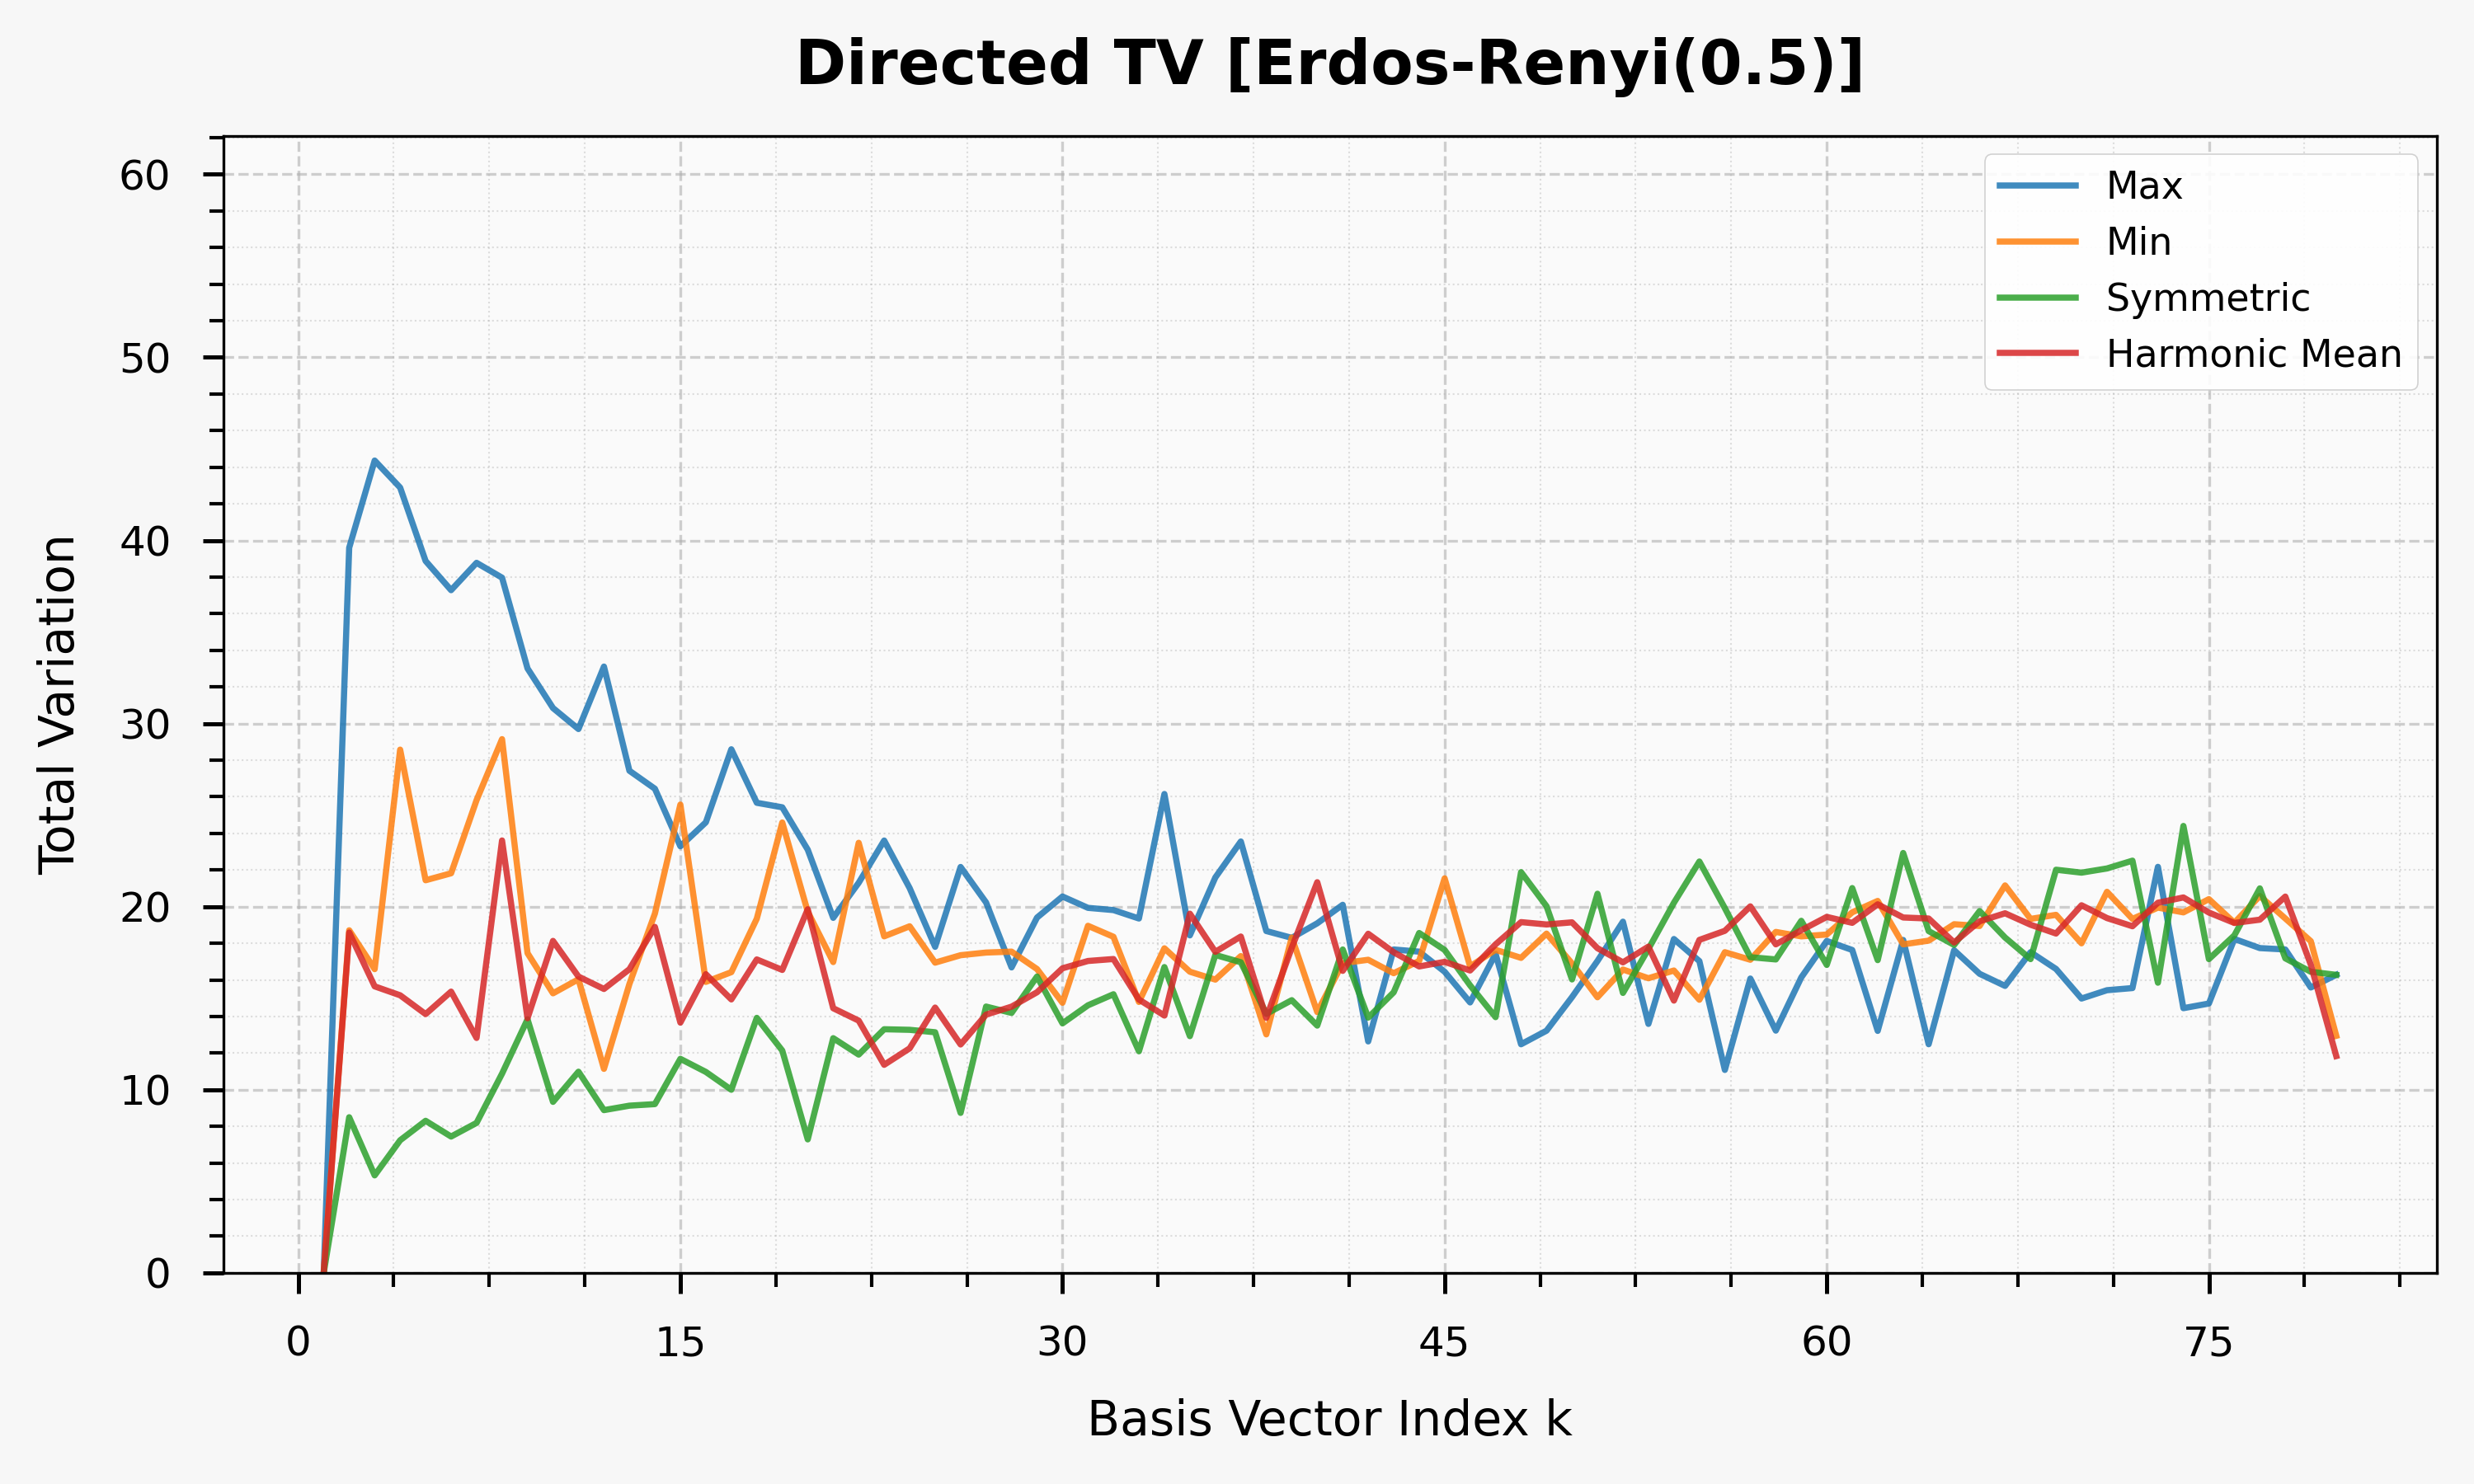 Directed TV [Erdos-Renyi(0.5)]
60
50
40
30
20
10
0
Total Variation
Max
Min
Symmetric
Harmonic Mean
0 15 30 45 60 75
Basis Vector Index k